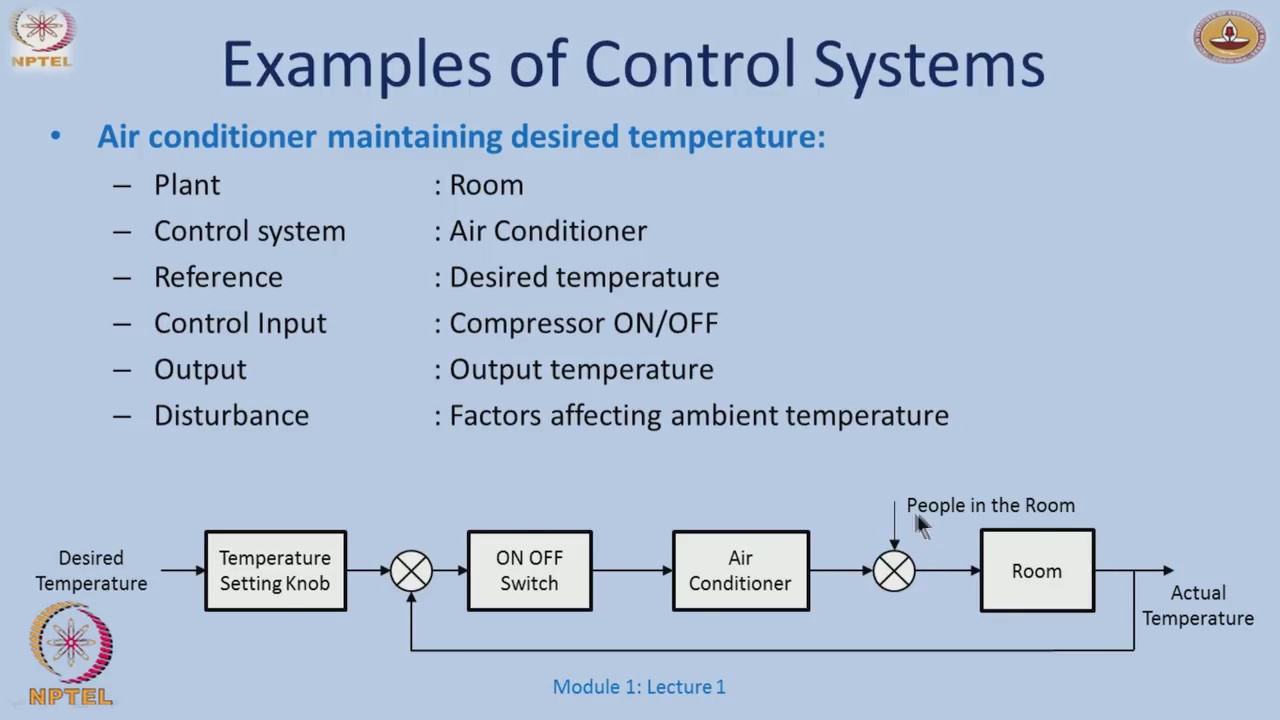 NPTEL
Examples of Control Systems
• Air conditioner maintaining desired temperature:
– Plant : Room
– Control system : Air Conditioner
– Reference : Desired temperature
– Control Input : Compressor ON/OFF
– Output : Output temperature
– Disturbance : Factors affecting ambient temperature
People in the Room
Desired
Temperature
Temperature
Setting Knob
ON OFF
Switch
Air
Conditioner
Room
Actual
Temperature
NPTEL
Module 1: Lecture 1